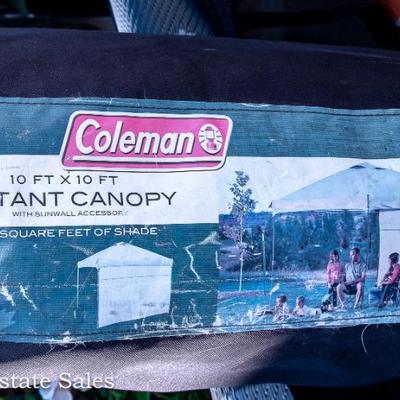 Coleman
10 FT X 10 FT
TANT CANOPY
WITH SUNWALL ACCESSORY
SQUARE FEET OF SHADE
state Sales